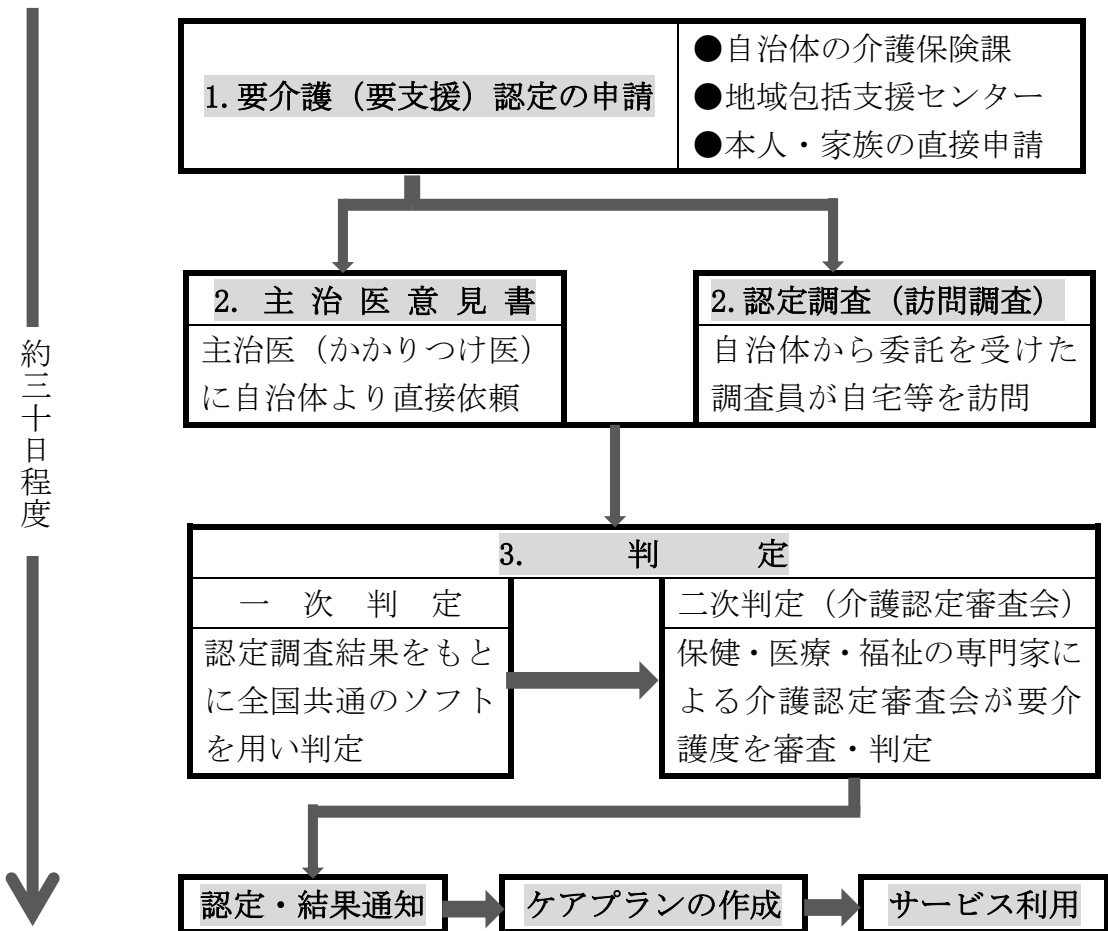 1.要介護（要支援）認定の申請
●自治体の介護保険課
●地域包括支援センター
●本人・家族の直接申請
2. 主治医意見書
主治医（かかりつけ医）
に自治体より直接依頼
2.認定調査（訪問調査）
自治体から委託を受けた
調査員が自宅等を訪問
約三十日程度
3. 判定
一次判定
認定調査結果をもと
に全国共通のソフト
を用い判定
二次判定（介護認定審査会）
保健・医療・福祉の専門家に
よる介護認定審査会が要介
護度を審査・判定
認定・結果通知
ケアプランの作成
サービス利用